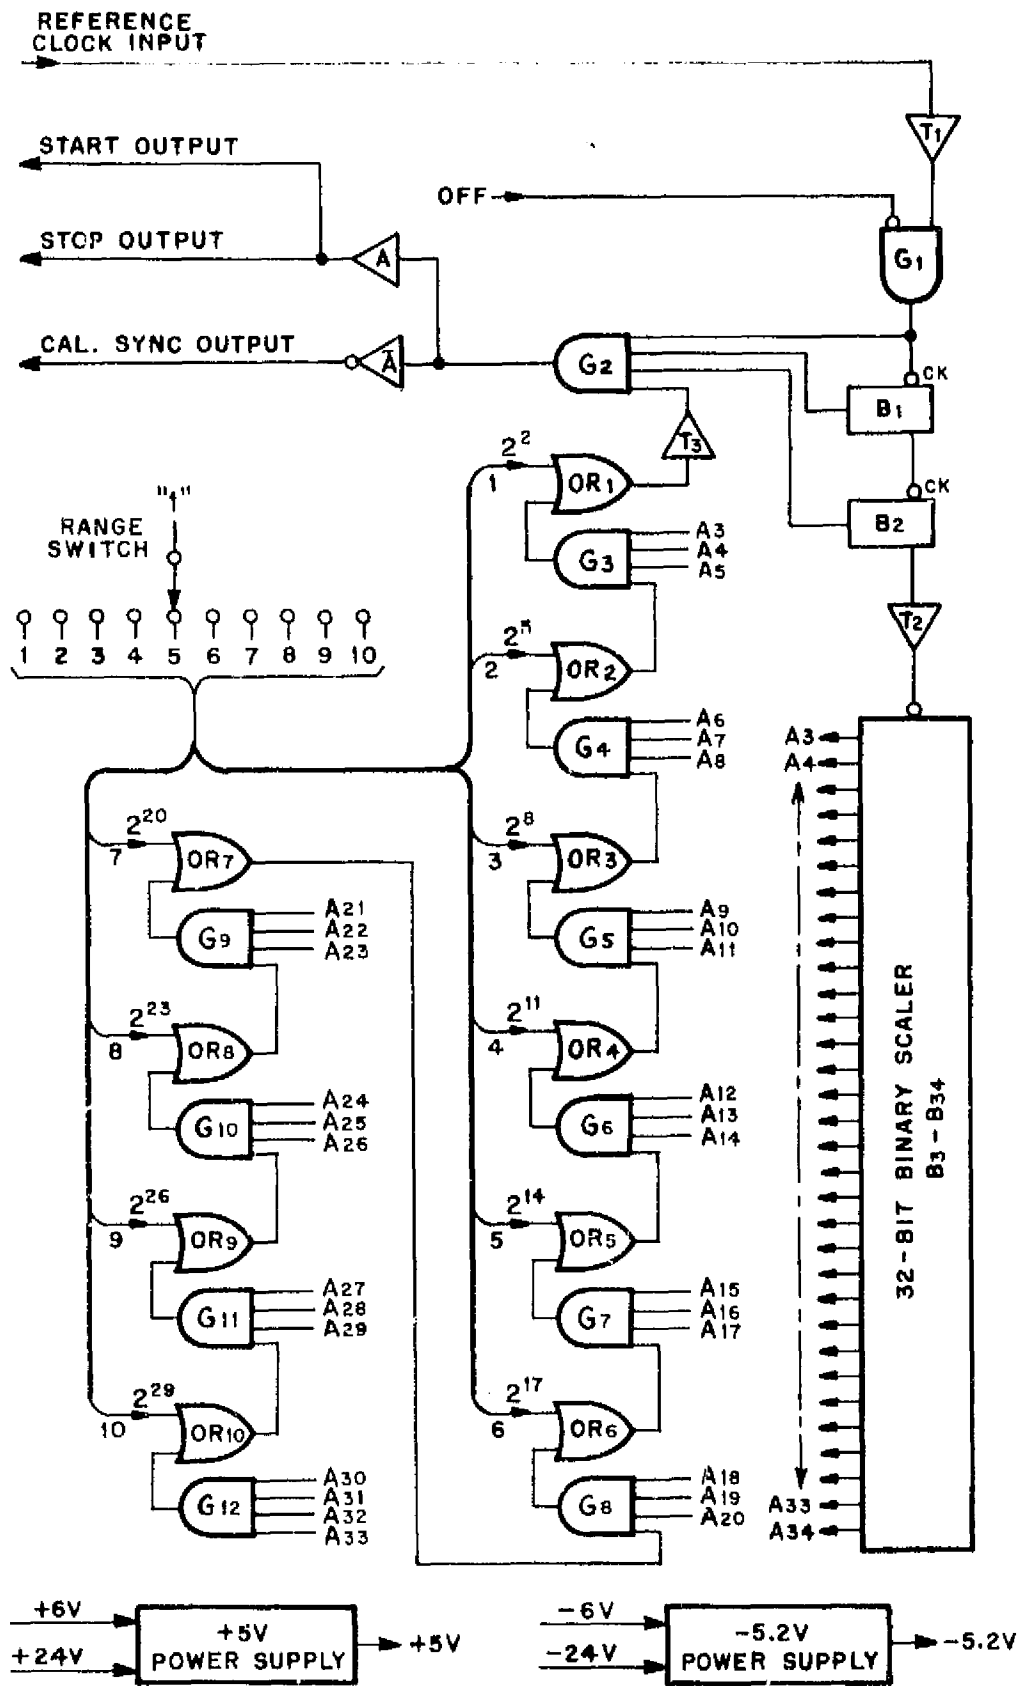 REFERENCE
CLOCK INPUT
T1
START OUTPUT
OFF
G1
STOP OUTPUT
A
CAL. SYNC OUTPUT
A̅
G2
CK
B1
T3
2^2
1
OR1
CK
B2
"1"
RANGE
SWITCH
G3
A3
A4
A5
T2
1 2 3 4 5 6 7 8 9 10
2
OR2
G4
A6
A7
A8
A3
A4
2^20
7
OR7
2^8
3
OR3
G9
A21
A22
A23
G5
A9
A10
A11
2^23
8
OR8
2^11
4
OR4
G10
A24
A25
A26
G6
A12
A13
A14
32-BIT BINARY SCALER
B3-B34
2^26
9
OR9
2^14
5
OR5
G11
A27
A28
A29
G7
A15
A16
A17
2^29
10
OR10
2^17
6
OR6
G12
A30
A31
A32
A33
G8
A18
A19
A20
A33
A34
+6V
+24V
+5V
POWER SUPPLY
+5V
-6V
-24V
-5.2V
POWER SUPPLY
-5.2V